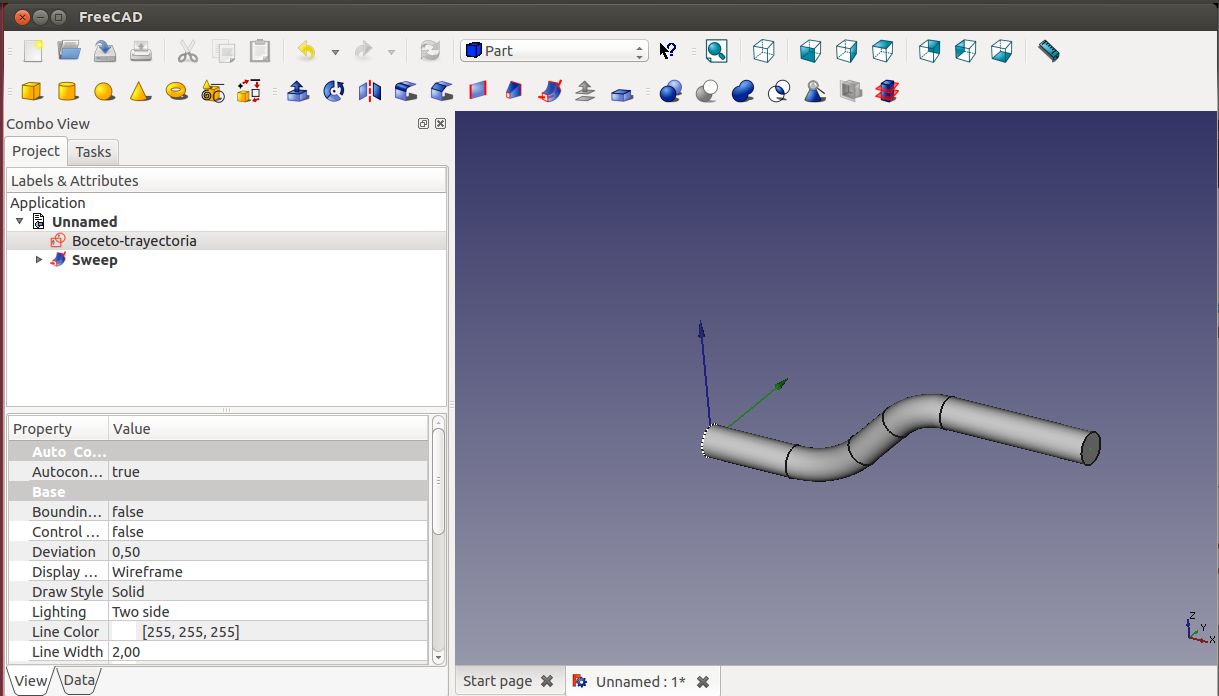 FreeCAD
Part
Combo View
Project Tasks
Labels & Attributes
Application
Unnamed
Boceto-trayectoria
Sweep
Property Value
Auto Co...
Autocon... true
Base
Boundin... false
Control ... false
Deviation 0,50
Display ... Wireframe
Draw Style Solid
Lighting Two side
Line Color [255, 255, 255]
Line Width 2,00
View Data
Z
Y
X
Start page Unnamed : 1*